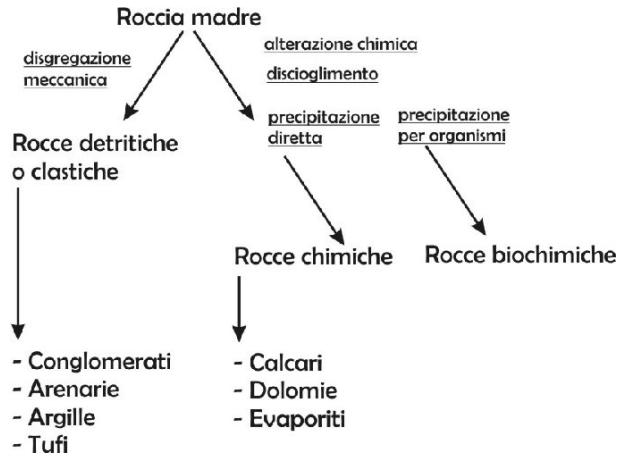 Roccia madre
disgregazione
meccanica
alterazione chimica
discioglimento
precipitazione
diretta
precipitazione
per organismi
Rocce detritiche
o clastiche
Rocce chimiche
Rocce biochimiche
- Conglomerati
- Arenarie
- Argille
- Tufi
- Calcari
- Dolomie
- Evaporiti